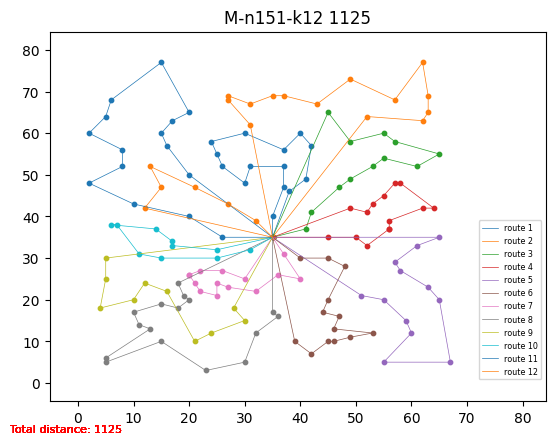 M-n151-k12 1125
80
70
60
50
40
30
20
10
0
0 10 20 30 40 50 60 70 80
route 1
route 2
route 3
route 4
route 5
route 6
route 7
route 8
route 9
route 10
route 11
route 12
Total distance: 1125